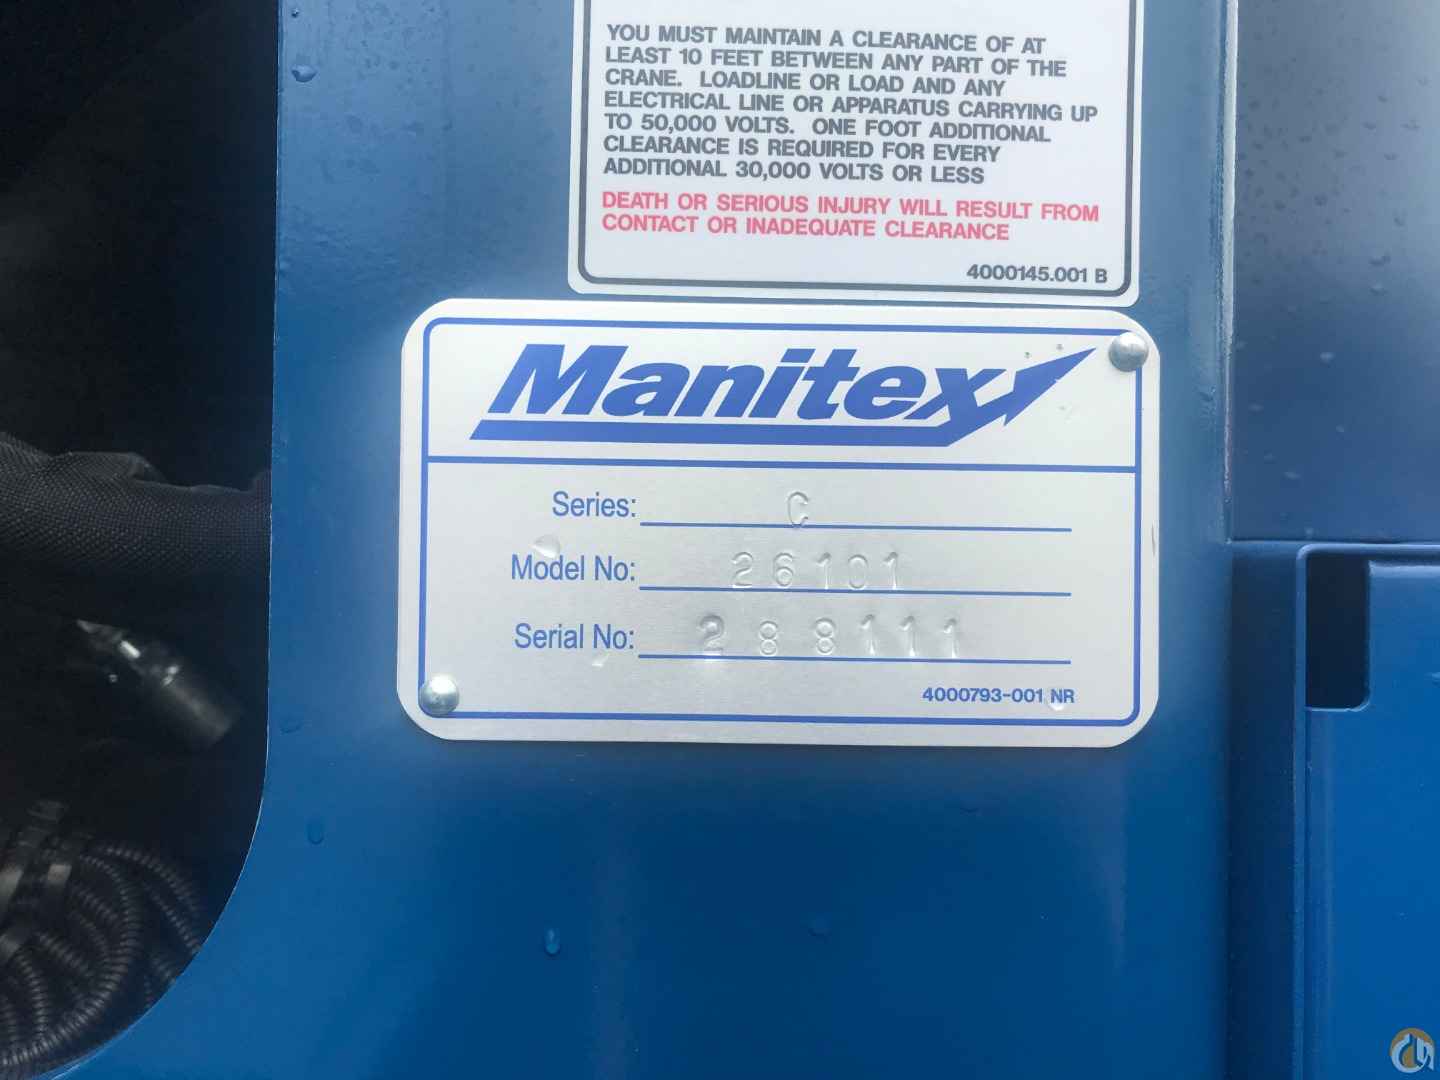 YOU MUST MAINTAIN A CLEARANCE OF AT
LEAST 10 FEET BETWEEN ANY PART OF THE
CRANE. LOADLINE OR LOAD AND ANY
ELECTRICAL LINE OR APPARATUS CARRYING UP
TO 50,000 VOLTS. ONE FOOT ADDITIONAL
CLEARANCE IS REQUIRED FOR EVERY
ADDITIONAL 30,000 VOLTS OR LESS
DEATH OR SERIOUS INJURY WILL RESULT FROM
CONTACT OR INADEQUATE CLEARANCE
4000145.001 B
Manitex
Series: C
Model No: 26101
Serial No: 288111
4000793-001 NR